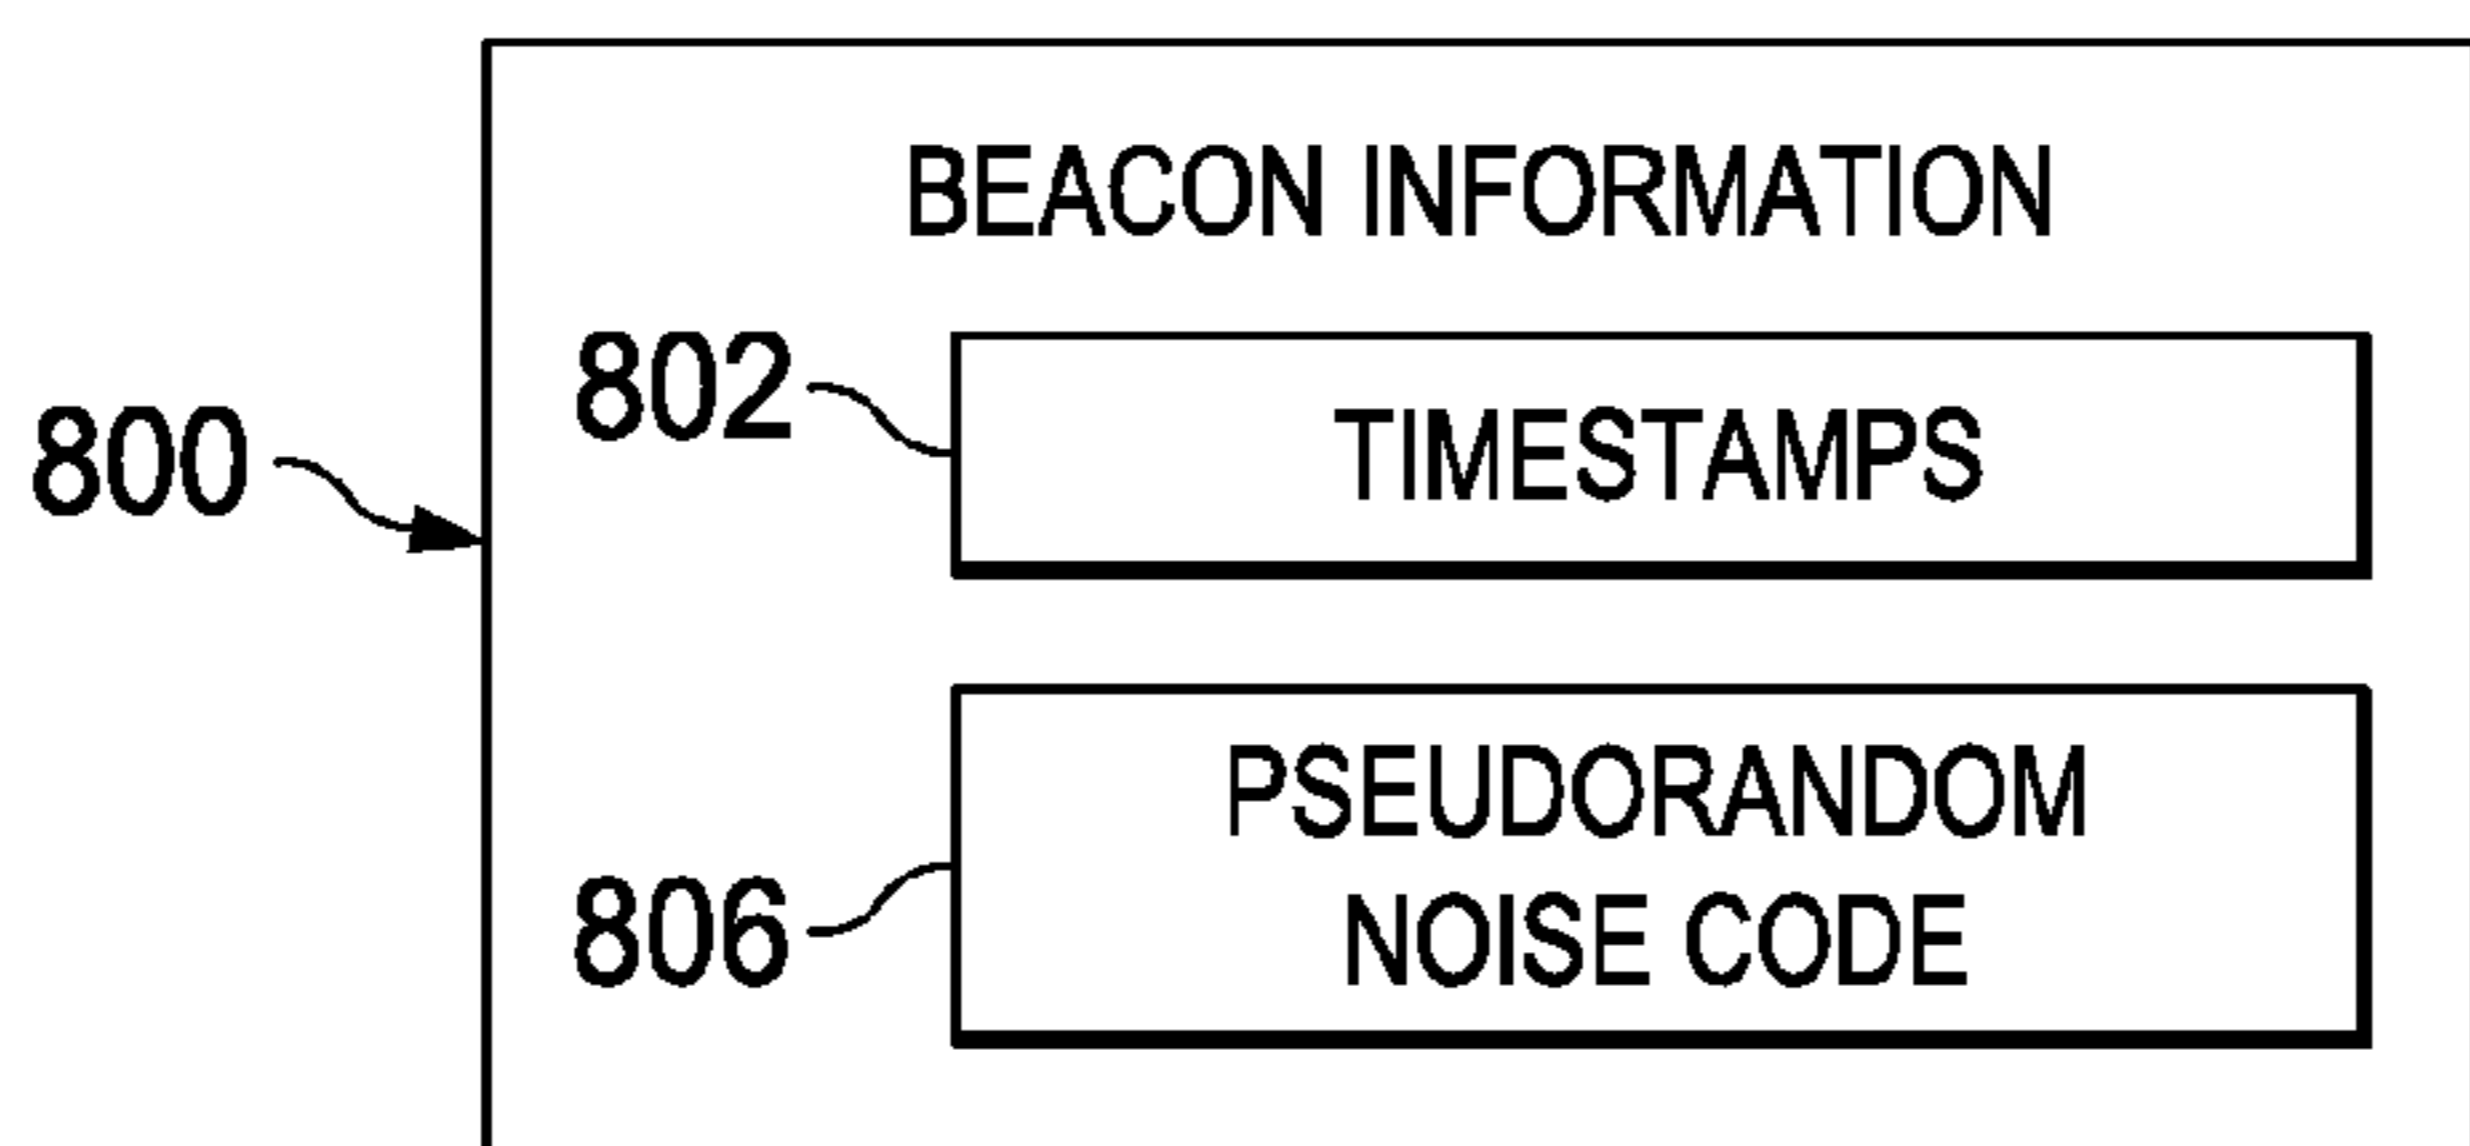 BEACON INFORMATION
802
TIMESTAMPS
800
PSEUDORANDOM
NOISE CODE
806